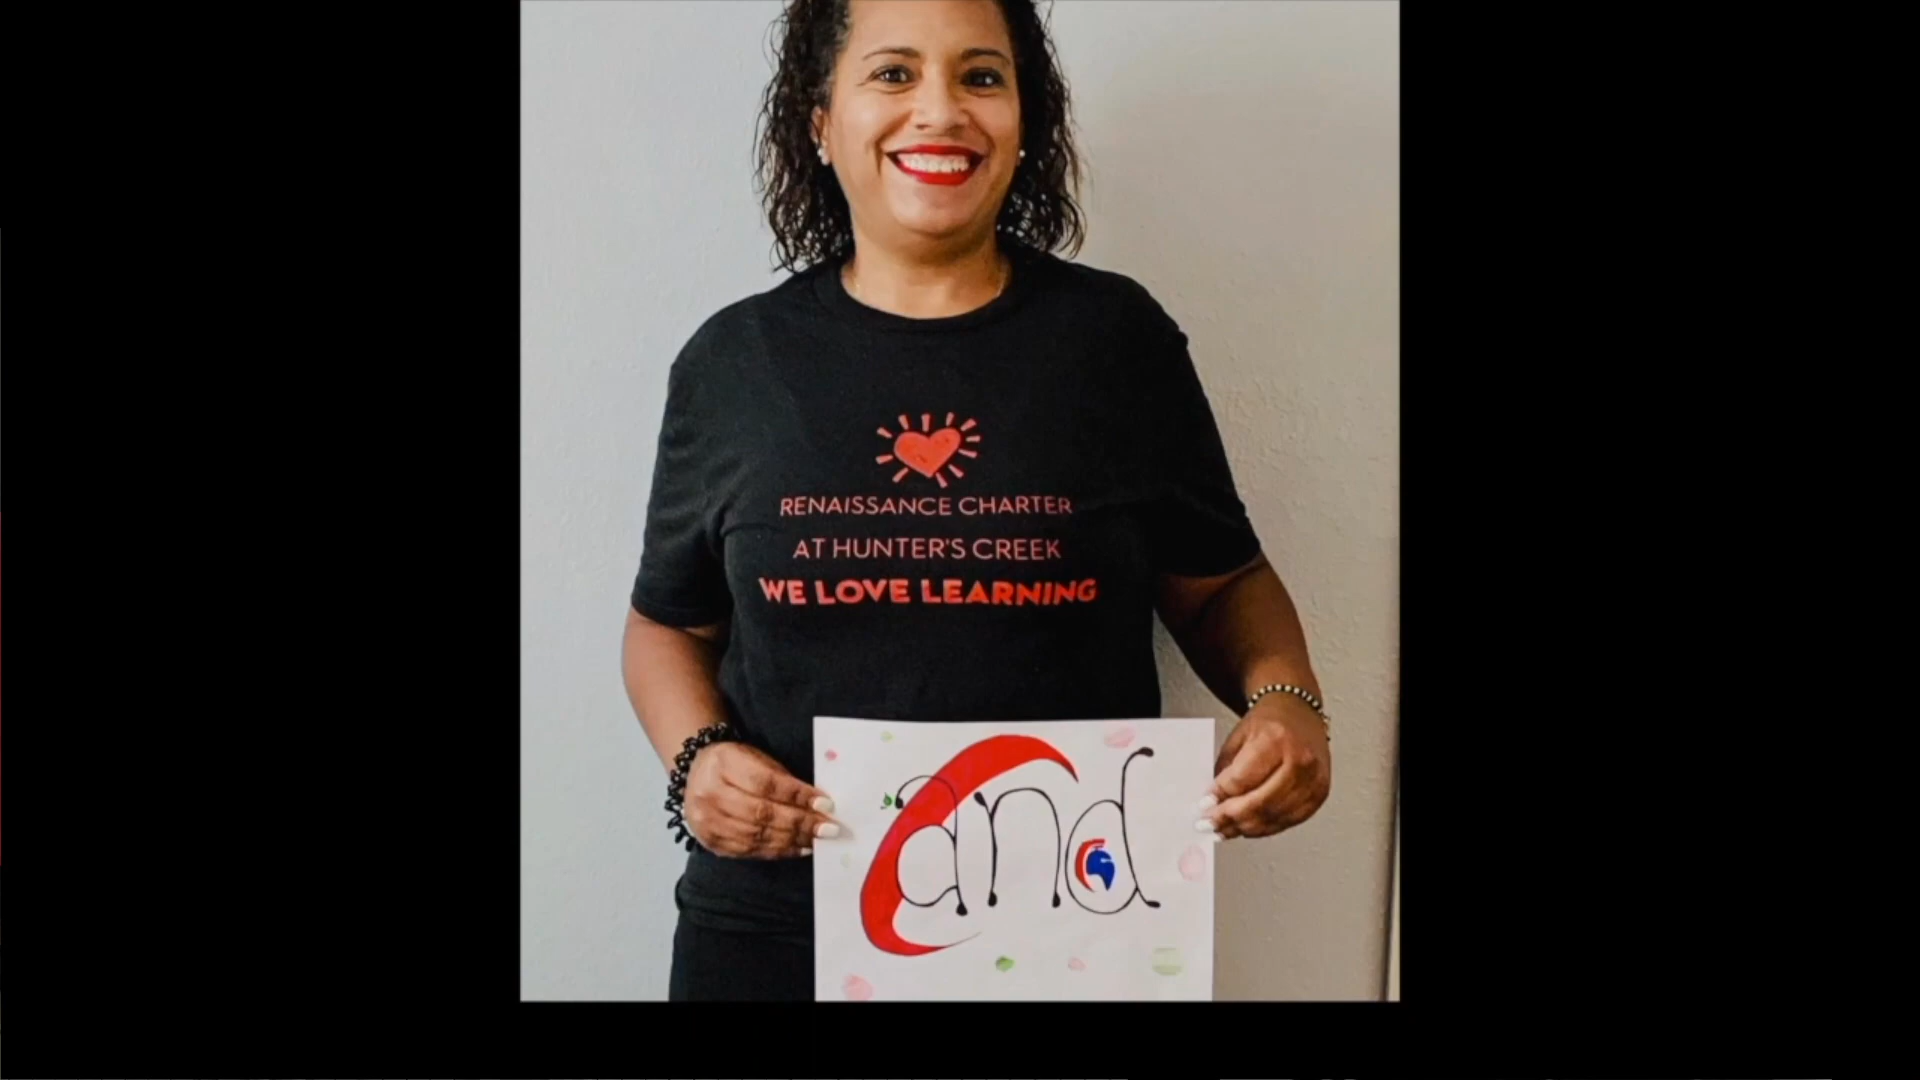 RENAISSANCE CHARTER
AT HUNTER'S CREEK
WE LOVE LEARNING
and